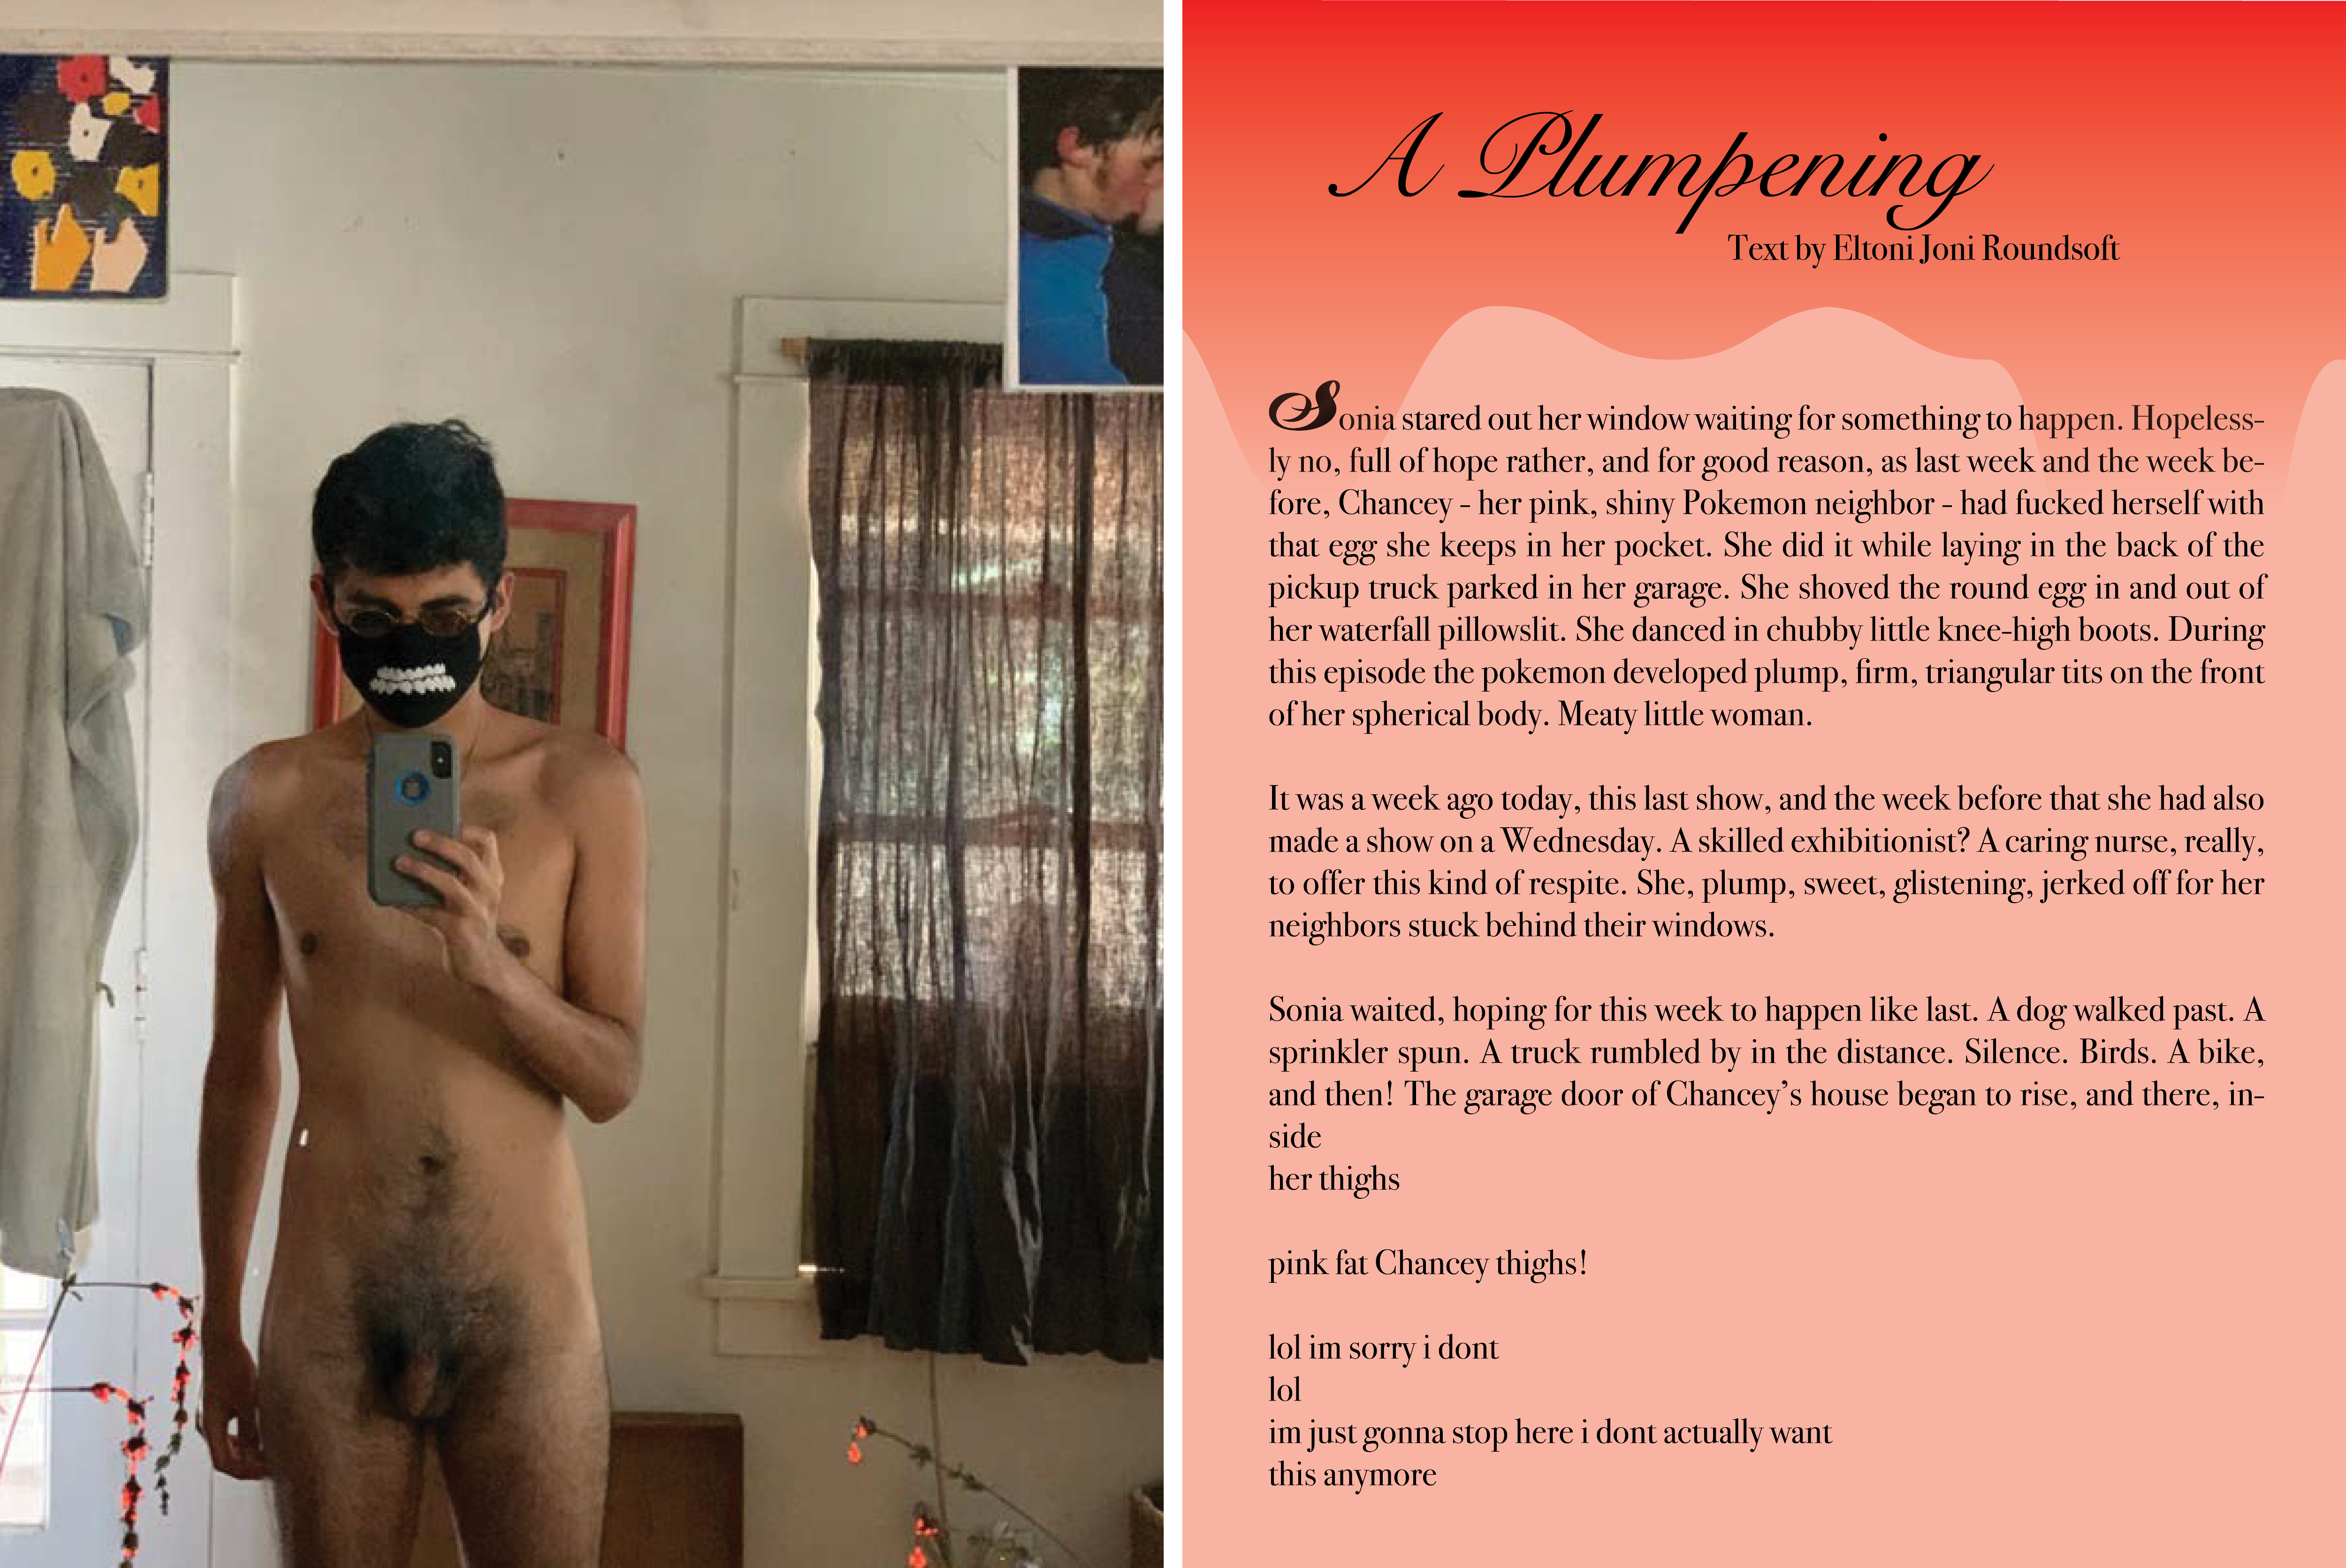 A Plumpening
Text by Eltoni Joni Roundsoft
Sonia stared out her window waiting for something to happen. Hopeless-
ly no, full of hope rather, and for good reason, as last week and the week be-
fore, Chancey - her pink, shiny Pokemon neighbor - had fucked herself with
that egg she keeps in her pocket. She did it while laying in the back of the
pickup truck parked in her garage. She shoved the round egg in and out of
her waterfall pillowslit. She danced in chubby little knee-high boots. During
this episode the pokemon developed plump, firm, triangular tits on the front
of her spherical body. Meaty little woman.
It was a week ago today, this last show, and the week before that she had also
made a show on a Wednesday. A skilled exhibitionist? A caring nurse, really,
to offer this kind of respite. She, plump, sweet, glistening, jerked off for her
neighbors stuck behind their windows.
Sonia waited, hoping for this week to happen like last. A dog walked past. A
sprinkler spun. A truck rumbled by in the distance. Silence. Birds. A bike,
and then! The garage door of Chancey’s house began to rise, and there, in-
side
her thighs
pink fat Chancey thighs!
lol im sorry i dont
lol
im just gonna stop here i dont actually want
this anymore